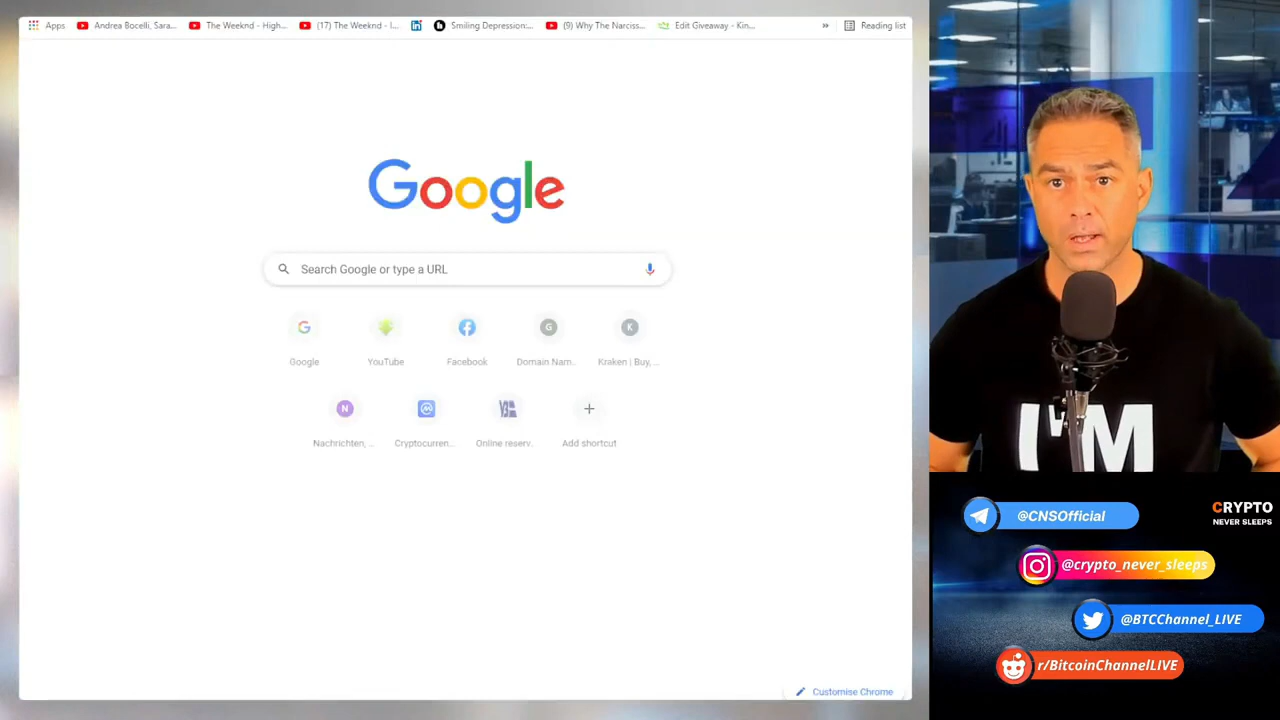 Apps
Andrea Bocelli, Sara...
The Weeknd - High...
(17) The Weeknd - I...
Smiling Depression:...
(9) Why The Narciss...
Edit Giveaway - Kin...
»
Reading list
Google
Search Google or type a URL
G
K
Google
YouTube
Facebook
Domain Nam...
Kraken | Buy, ...
N
Nachrichten, ...
Cryptocurren...
Online reserv...
Add shortcut
Customise Chrome
I'M
@CNSOfficial
CRYPTO
NEVER SLEEPS
@crypto_never_sleeps
@BTCChannel_LIVE
r/BitcoinChannelLIVE